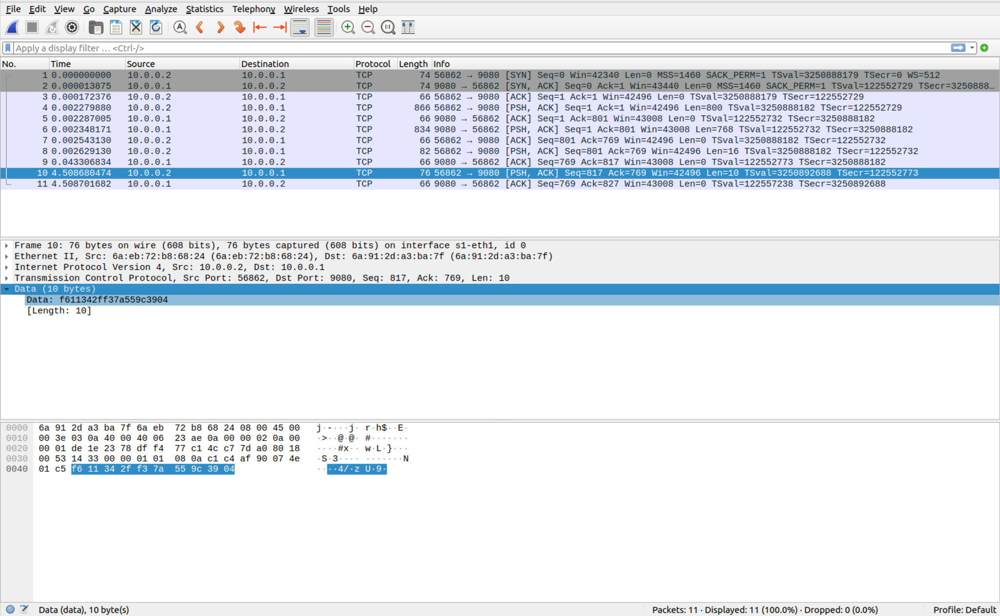 File Edit View Go Capture Analyze Statistics Telephony Wireless Tools Help
Apply a display filter … <Ctrl-/>
No. Time Source Destination Protocol Length Info
1 0.000000000 10.0.0.2 10.0.0.1 TCP 74 56862 → 9080 [SYN] Seq=0 Win=42340 Len=0 MSS=1460 SACK_PERM=1 TSval=3250888179 TSecr=0 WS=512
2 0.000013875 10.0.0.1 10.0.0.2 TCP 74 9080 → 56862 [SYN, ACK] Seq=0 Ack=1 Win=43440 Len=0 MSS=1460 SACK_PERM=1 TSval=122552729 TSecr=3250888…
3 0.000172376 10.0.0.2 10.0.0.1 TCP 66 56862 → 9080 [ACK] Seq=1 Ack=1 Win=42496 Len=0 TSval=3250888179 TSecr=122552729
4 0.002279880 10.0.0.2 10.0.0.1 TCP 866 56862 → 9080 [PSH, ACK] Seq=1 Ack=1 Win=42496 Len=800 TSval=3250888182 TSecr=122552729
5 0.002287005 10.0.0.1 10.0.0.2 TCP 66 9080 → 56862 [ACK] Seq=1 Ack=801 Win=43008 Len=0 TSval=122552732 TSecr=3250888182
6 0.002348171 10.0.0.1 10.0.0.2 TCP 834 9080 → 56862 [PSH, ACK] Seq=1 Ack=801 Win=43008 Len=768 TSval=122552732 TSecr=3250888182
7 0.002543130 10.0.0.2 10.0.0.1 TCP 66 56862 → 9080 [ACK] Seq=801 Ack=769 Win=42496 Len=0 TSval=3250888182 TSecr=122552732
8 0.002629130 10.0.0.2 10.0.0.1 TCP 82 56862 → 9080 [PSH, ACK] Seq=801 Ack=769 Win=42496 Len=16 TSval=3250888182 TSecr=122552732
9 0.043306834 10.0.0.1 10.0.0.2 TCP 66 9080 → 56862 [ACK] Seq=769 Ack=817 Win=43008 Len=0 TSval=122552773 TSecr=3250888182
10 4.508680474 10.0.0.2 10.0.0.1 TCP 76 56862 → 9080 [PSH, ACK] Seq=817 Ack=769 Win=42496 Len=10 TSval=3250892688 TSecr=122552773
11 4.508701682 10.0.0.1 10.0.0.2 TCP 66 9080 → 56862 [ACK] Seq=769 Ack=827 Win=43008 Len=0 TSval=122557238 TSecr=3250892688
Frame 10: 76 bytes on wire (608 bits), 76 bytes captured (608 bits) on interface s1-eth1, id 0
Ethernet II, Src: 6a:eb:72:b8:68:24 (6a:eb:72:b8:68:24), Dst: 6a:91:2d:a3:ba:7f (6a:91:2d:a3:ba:7f)
Internet Protocol Version 4, Src: 10.0.0.2, Dst: 10.0.0.1
Transmission Control Protocol, Src Port: 56862, Dst Port: 9080, Seq: 817, Ack: 769, Len: 10
Data (10 bytes)
Data: f611342ff37a559c3904
[Length: 10]
0000 6a 91 2d a3 ba 7f 6a eb 72 b8 68 24 08 00 45 00 j·-···j· r·h$··E·
0010 00 3e 03 0a 40 00 40 06 23 ae 0a 00 00 02 0a 00 ·>··@·@· #·······
0020 00 01 de 1e 23 78 df f4 77 c1 4c c7 7d a0 80 18 ····#x·· w·L·}···
0030 00 53 14 33 00 00 01 01 08 0a c1 c4 af 90 07 4e ·S·3···· ·······N
0040 01 c5 f6 11 34 2f f3 7a 55 9c 39 04 ····4/·z U·9·
Data (data), 10 byte(s) Packets: 11 · Displayed: 11 (100.0%) · Dropped: 0 (0.0%) Profile: Default